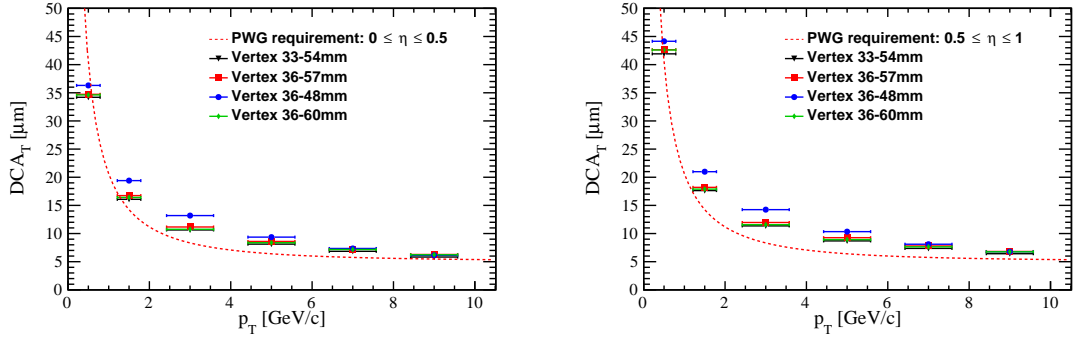 PWG requirement: 0 ≤ η ≤ 0.5
Vertex 33-54mm
Vertex 36-57mm
Vertex 36-48mm
Vertex 36-60mm
DCA_T [μm]
50
45
40
35
30
25
20
15
10
5
0
0 2 4 6 8 10
p_T [GeV/c]
PWG requirement: 0.5 ≤ η ≤ 1
Vertex 33-54mm
Vertex 36-57mm
Vertex 36-48mm
Vertex 36-60mm
DCA_T [μm]
50
45
40
35
30
25
20
15
10
5
0
0 2 4 6 8 10
p_T [GeV/c]